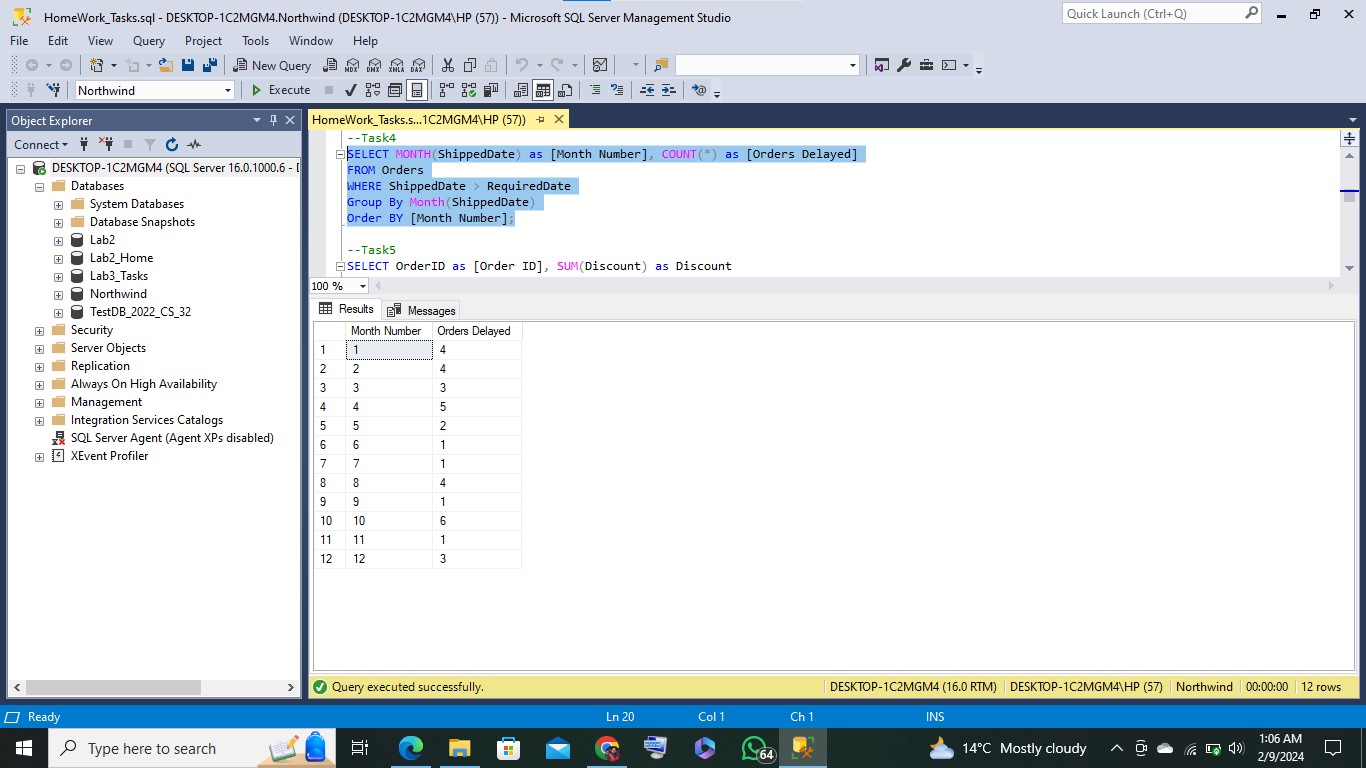 HomeWork_Tasks.sql - DESKTOP-1C2MGM4.Northwind (DESKTOP-1C2MGM4\HP (57)) - Microsoft SQL Server Management Studio
Quick Launch (Ctrl+Q)
File Edit View Query Project Tools Window Help
New Query
MDX DMX XMLA DAX
Northwind
Execute
Object Explorer
Connect
DESKTOP-1C2MGM4 (SQL Server 16.0.1000.6 - [
Databases
System Databases
Database Snapshots
Lab2
Lab2_Home
Lab3_Tasks
Northwind
TestDB_2022_CS_32
Security
Server Objects
Replication
Always On High Availability
Management
Integration Services Catalogs
SQL Server Agent (Agent XPs disabled)
XEvent Profiler
HomeWork_Tasks.s...1C2MGM4\HP (57))
--Task4
SELECT MONTH(ShippedDate) as [Month Number], COUNT(*) as [Orders Delayed]
FROM Orders
WHERE ShippedDate > RequiredDate
Group By Month(ShippedDate)
Order BY [Month Number];
--Task5
SELECT OrderID as [Order ID], SUM(Discount) as Discount
100 %
Results Messages
Month Number Orders Delayed
1 1 4
2 2 4
3 3 3
4 4 5
5 5 2
6 6 1
7 7 1
8 8 4
9 9 1
10 10 6
11 11 1
12 12 3
Query executed successfully. DESKTOP-1C2MGM4 (16.0 RTM) DESKTOP-1C2MGM4\HP (57) Northwind 00:00:00 12 rows
Ready Ln 20 Col 1 Ch 1 INS
Type here to search
64
14°C Mostly cloudy
1:06 AM
2/9/2024